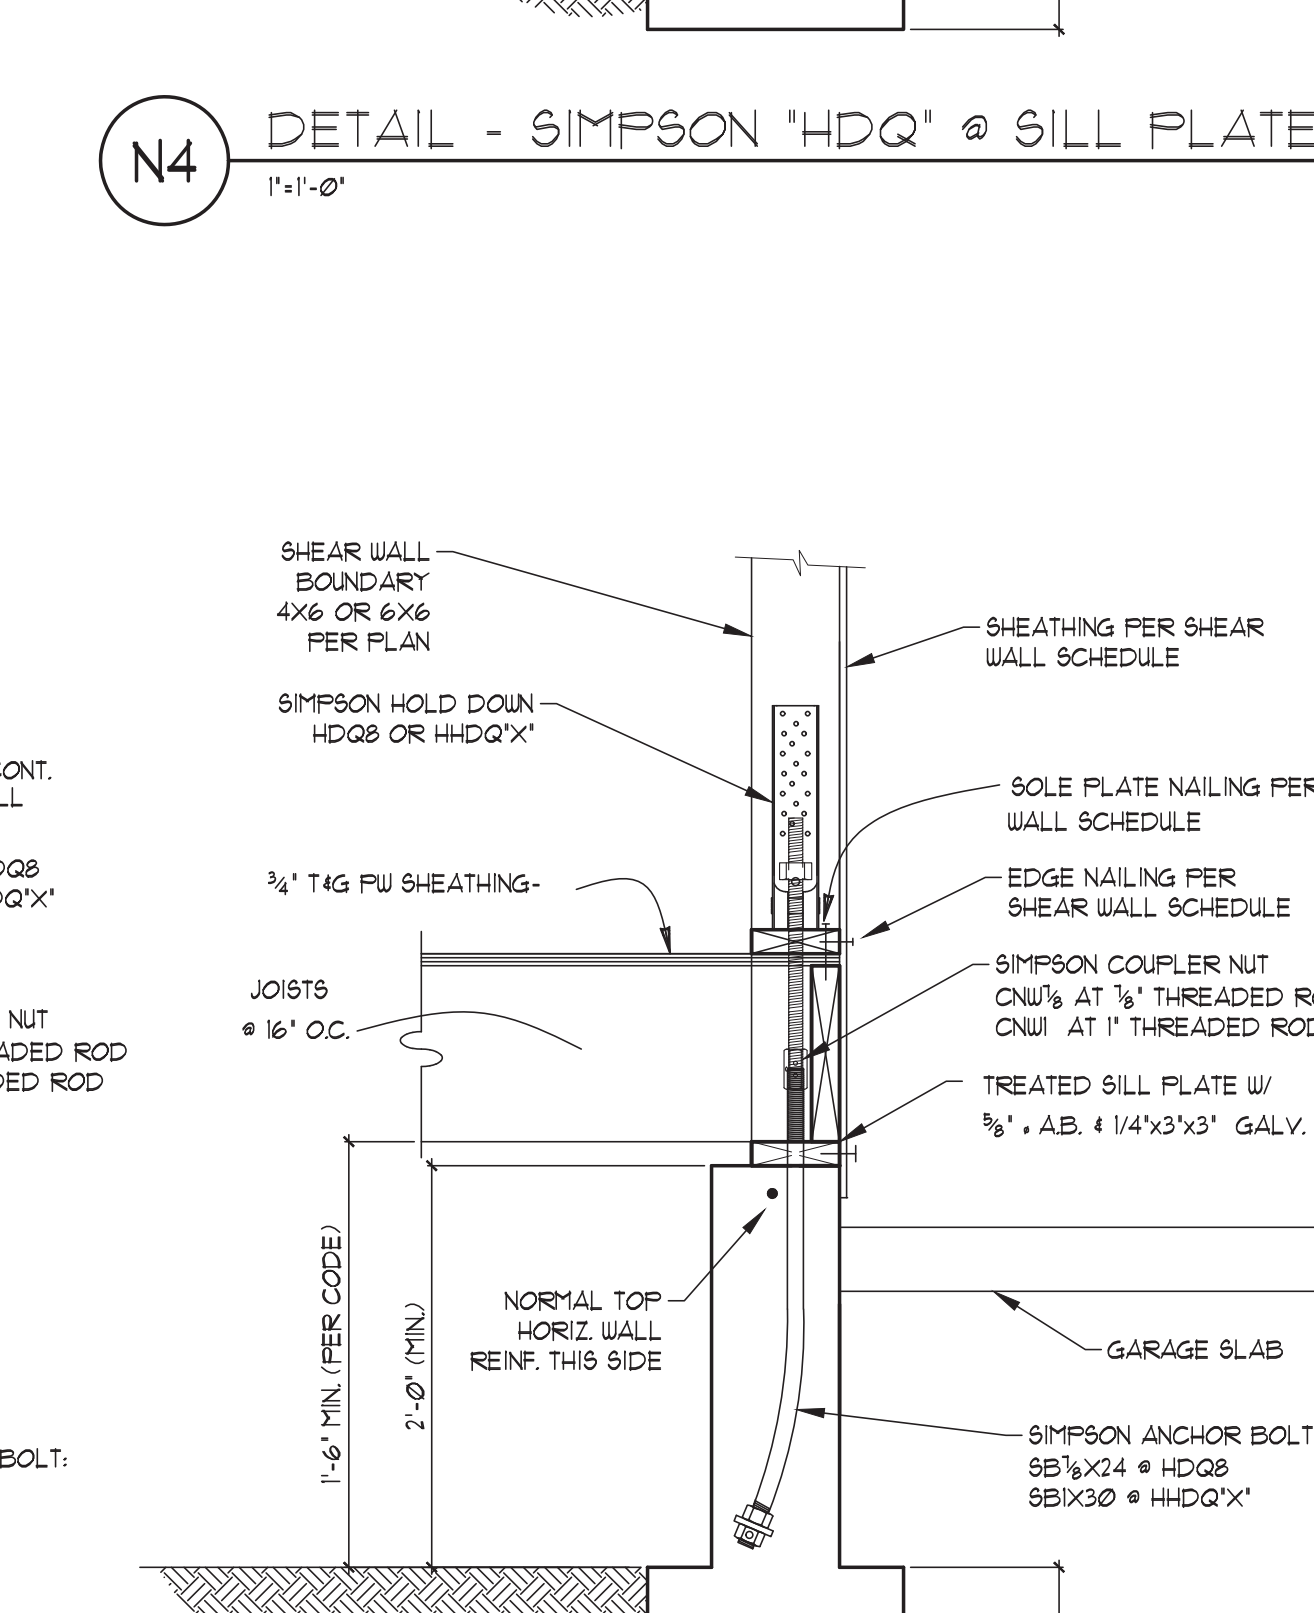 N4
DETAIL - SIMPSON "HDQ" @ SILL PLATE
1"=1'-0"
SHEAR WALL
BOUNDARY
4X6 OR 6X6
PER PLAN
SIMPSON HOLD DOWN
HDQ8 OR HHDQ"X"
3/4" T&G PW SHEATHING-
JOISTS
@ 16" O.C.
SHEATHING PER SHEAR
WALL SCHEDULE
SOLE PLATE NAILING PER
WALL SCHEDULE
EDGE NAILING PER
SHEAR WALL SCHEDULE
SIMPSON COUPLER NUT
CNW7/8 AT 7/8" THREADED
CNW1 AT 1" THREADED ROD
TREATED SILL PLATE W/
5/8" ø A.B. & 1/4"x3"x3" GALV.
CONT.
NUT
ROD
ROD
BOLT:
1'-6" MIN. (PER CODE)
2'-0" (MIN.)
NORMAL TOP
HORIZ. WALL
REINF. THIS SIDE
GARAGE SLAB
SIMPSON ANCHOR BOLT
SB7/8X24 @ HDQ8
SB1X30 @ HHDQ"X"